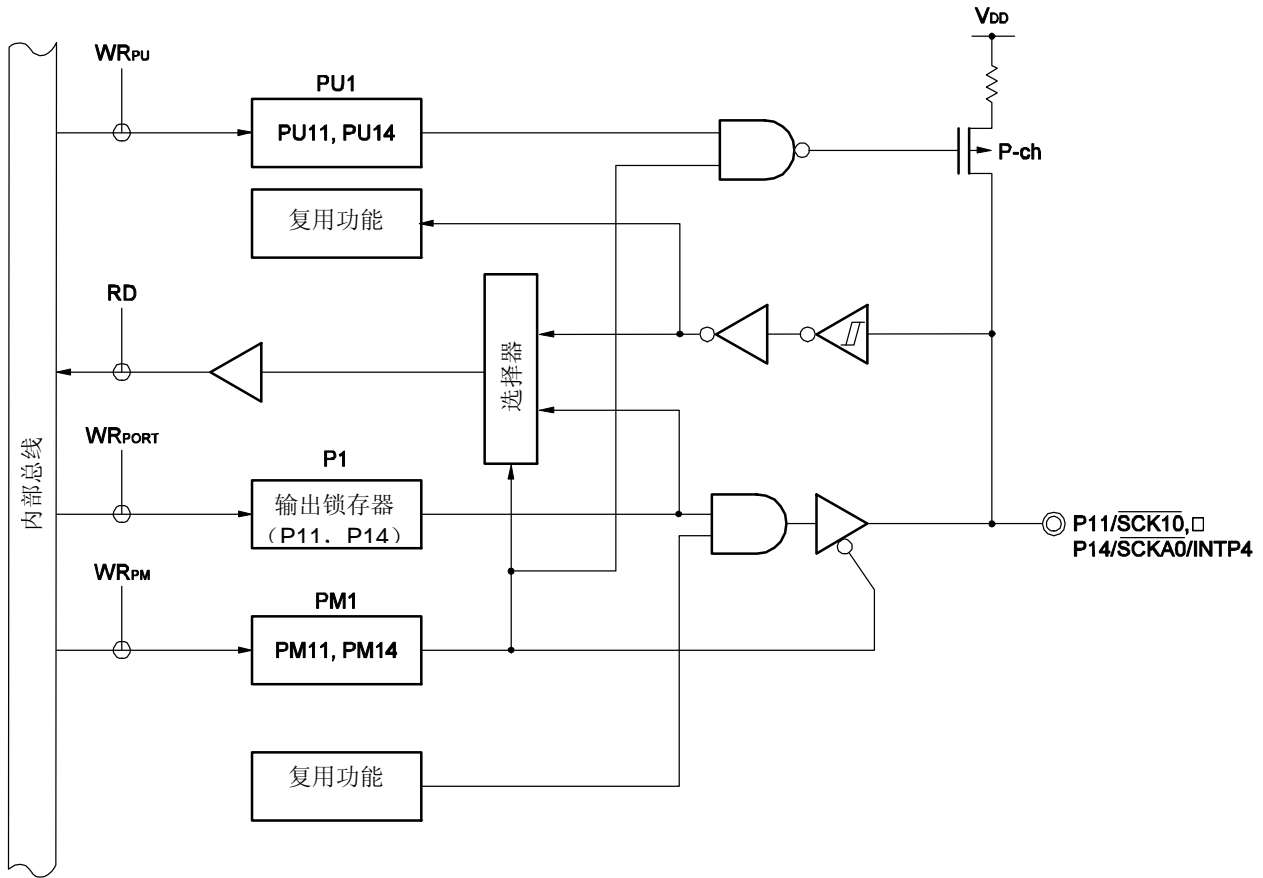 VDD
WRPU
PU1
PU11, PU14
P-ch
复用功能
RD
选择器
内部总线
WRPORT
P1
输出锁存器
（P11．P14）
P11/SCK10,□
P14/SCKA0/INTP4
WRPM
PM1
PM11, PM14
复用功能